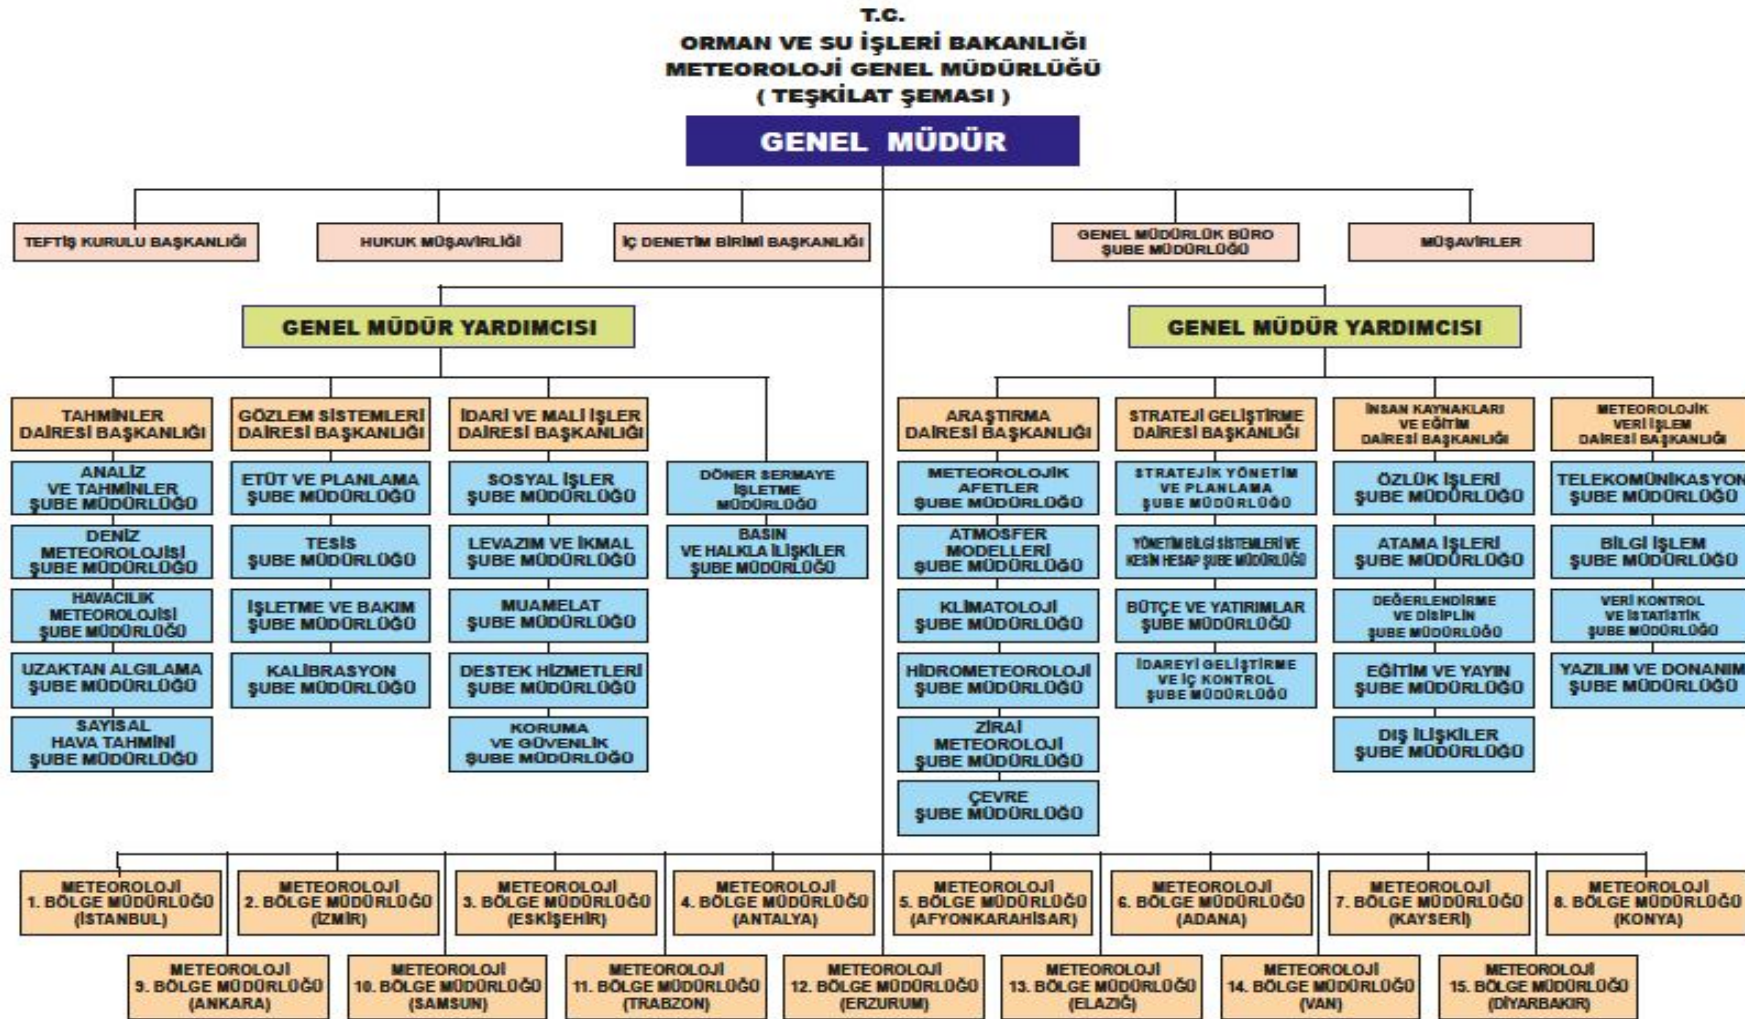 T.C.
ORMAN VE SU İŞLERİ BAKANLIĞI
METEOROLOJİ GENEL MÜDÜRLÜĞÜ
( TEŞKİLAT ŞEMASI )
GENEL MÜDÜR
TEFTİŞ KURULU BAŞKANLIĞI
HUKUK MÜŞAVİRLİĞİ
İÇ DENETİM BİRİMİ BAŞKANLIĞI
GENEL MÜDÜRLÜK BÜRO
ŞUBE MÜDÜRLÜĞÜ
MÜŞAVİRLER
GENEL MÜDÜR YARDIMCISI
GENEL MÜDÜR YARDIMCISI
TAHMİNLER
DAİRESİ BAŞKANLIĞI
ANALİZ
VE TAHMİNLER
ŞUBE MÜDÜRLÜĞÜ
DENİZ
METEOROLOJİSİ
ŞUBE MÜDÜRLÜĞÜ
HAVACILIK
METEOROLOJİSİ
ŞUBE MÜDÜRLÜĞÜ
UZAKTAN ALGILAMA
ŞUBE MÜDÜRLÜĞÜ
SAYISAL
HAVA TAHMİNİ
ŞUBE MÜDÜRLÜĞÜ
GÖZLEM SİSTEMLERİ
DAİRESİ BAŞKANLIĞI
ETÜT VE PLANLAMA
ŞUBE MÜDÜRLÜĞÜ
TESİS
ŞUBE MÜDÜRLÜĞÜ
İŞLETME VE BAKIM
ŞUBE MÜDÜRLÜĞÜ
KALİBRASYON
ŞUBE MÜDÜRLÜĞÜ
İDARİ VE MALİ İŞLER
DAİRESİ BAŞKANLIĞI
SOSYAL İŞLER
ŞUBE MÜDÜRLÜĞÜ
LEVAZIM VE İKMAL
ŞUBE MÜDÜRLÜĞÜ
MUAMELAT
ŞUBE MÜDÜRLÜĞÜ
DESTEK HİZMETLERİ
ŞUBE MÜDÜRLÜĞÜ
KORUMA
VE GÜVENLİK
ŞUBE MÜDÜRLÜĞÜ
DÖNER SERMAYE
İŞLETME
MÜDÜRLÜĞÜ
BASIN
VE HALKLA İLİŞKİLER
ŞUBE MÜDÜRLÜĞÜ
ARAŞTIRMA
DAİRESİ BAŞKANLIĞI
METEOROLOJİK
AFETLER
ŞUBE MÜDÜRLÜĞÜ
ATMOSFER
MODELLERİ
ŞUBE MÜDÜRLÜĞÜ
KLİMATOLOJİ
ŞUBE MÜDÜRLÜĞÜ
HİDROMETEOROLOJİ
ŞUBE MÜDÜRLÜĞÜ
ZİRAİ
METEOROLOJİ
ŞUBE MÜDÜRLÜĞÜ
ÇEVRE
ŞUBE MÜDÜRLÜĞÜ
STRATEJİ GELİŞTİRME
DAİRESİ BAŞKANLIĞI
STRATEJİK YÖNETİM
VE PLANLAMA
ŞUBE MÜDÜRLÜĞÜ
YÖNETİM BİLGİ SİSTEMLERİ VE
KESİN HESAP ŞUBE MÜDÜRLÜĞÜ
BÜTÇE VE YATIRIMLAR
ŞUBE MÜDÜRLÜĞÜ
İDAREYİ GELİŞTİRME
VE İÇ KONTROL
ŞUBE MÜDÜRLÜĞÜ
İNSAN KAYNAKLARI
VE EĞİTİM
DAİRESİ BAŞKANLIĞI
ÖZLÜK İŞLERİ
ŞUBE MÜDÜRLÜĞÜ
ATAMA İŞLERİ
ŞUBE MÜDÜRLÜĞÜ
DEĞERLENDİRME
VE DİSİPLİN
ŞUBE MÜDÜRLÜĞÜ
EĞİTİM VE YAYIN
ŞUBE MÜDÜRLÜĞÜ
DIŞ İLİŞKİLER
ŞUBE MÜDÜRLÜĞÜ
METEOROLOJİK
VERİ İŞLEM
DAİRESİ BAŞKANLIĞI
TELEKOMÜNİKASYON
ŞUBE MÜDÜRLÜĞÜ
BİLGİ İŞLEM
ŞUBE MÜDÜRLÜĞÜ
VERİ KONTROL
VE İSTATİSTİK
ŞUBE MÜDÜRLÜĞÜ
YAZILIM VE DONANIM
ŞUBE MÜDÜRLÜĞÜ
METEOROLOJİ
1. BÖLGE MÜDÜRLÜĞÜ
(İSTANBUL)
METEOROLOJİ
2. BÖLGE MÜDÜRLÜĞÜ
(İZMİR)
METEOROLOJİ
3. BÖLGE MÜDÜRLÜĞÜ
(ESKİŞEHİR)
METEOROLOJİ
4. BÖLGE MÜDÜRLÜĞÜ
(ANTALYA)
METEOROLOJİ
5. BÖLGE MÜDÜRLÜĞÜ
(AFYONKARAHİSAR)
METEOROLOJİ
6. BÖLGE MÜDÜRLÜĞÜ
(ADANA)
METEOROLOJİ
7. BÖLGE MÜDÜRLÜĞÜ
(KAYSERİ)
METEOROLOJİ
8. BÖLGE MÜDÜRLÜĞÜ
(KONYA)
METEOROLOJİ
9. BÖLGE MÜDÜRLÜĞÜ
(ANKARA)
METEOROLOJİ
10. BÖLGE MÜDÜRLÜĞÜ
(SAMSUN)
METEOROLOJİ
11. BÖLGE MÜDÜRLÜĞÜ
(TRABZON)
METEOROLOJİ
12. BÖLGE MÜDÜRLÜĞÜ
(ERZURUM)
METEOROLOJİ
13. BÖLGE MÜDÜRLÜĞÜ
(ELAZIĞ)
METEOROLOJİ
14. BÖLGE MÜDÜRLÜĞÜ
(VAN)
METEOROLOJİ
15. BÖLGE MÜDÜRLÜĞÜ
(DİYARBAKIR)